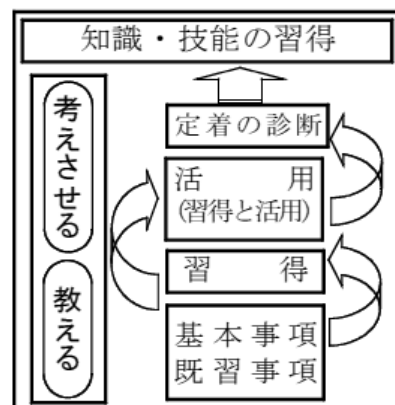 知識・技能の習得
考えさせる
教える
定着の診断
活用
(習得と活用)
習得
基本事項
既習事項